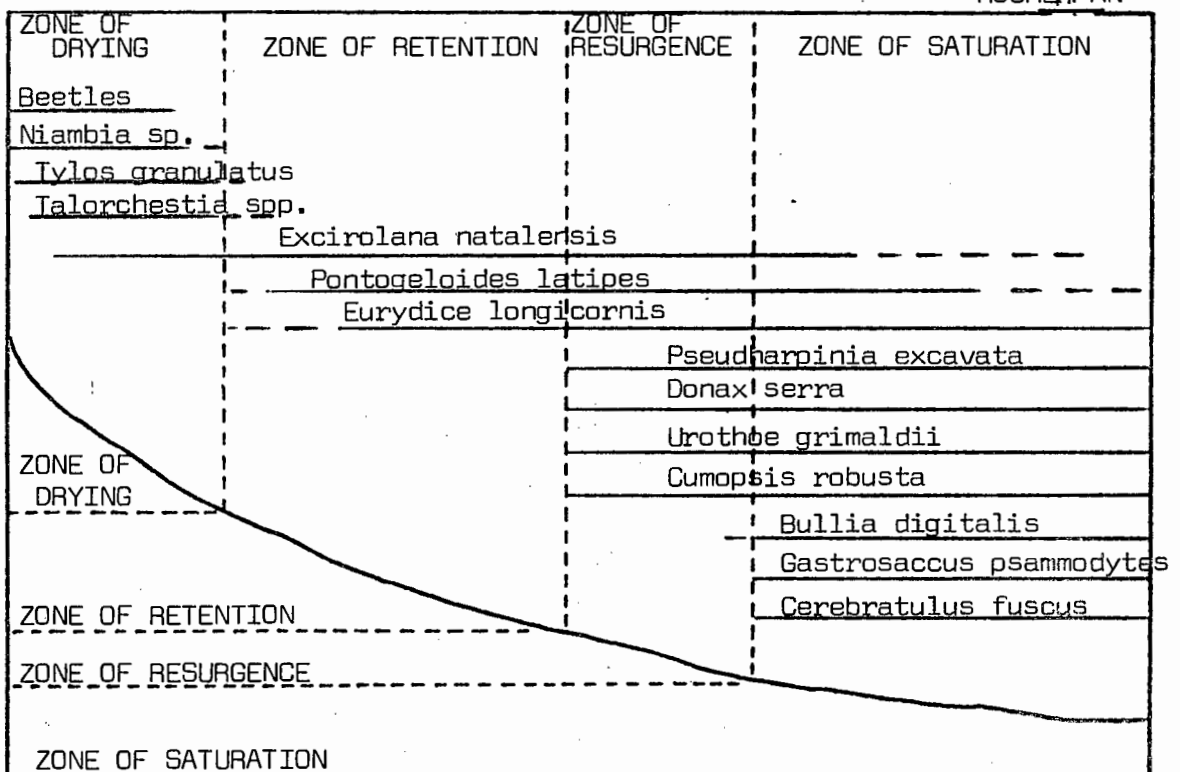 ZONE OF DRYING
ZONE OF RETENTION
ZONE OF RESURGENCE
ZONE OF SATURATION
Beetles
Niambia sp.
Tylos granulatus
Talorchestia spp.
Excirolana natalensis
Pontogeloides latipes
Eurydice longicornis
Pseudharpinia excavata
Donax serra
Urothoe grimaldii
Cumopsis robusta
Bullia digitalis
Gastrosaccus psammodytes
Cerebratulus fuscus
ZONE OF
DRYING
ZONE OF RETENTION
ZONE OF RESURGENCE
ZONE OF SATURATION